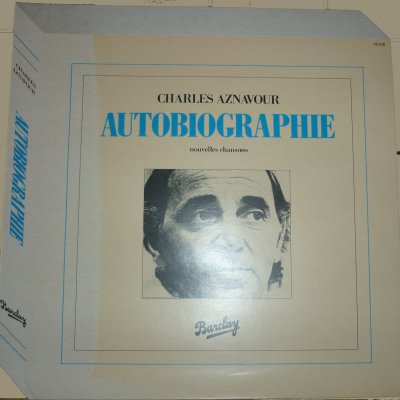 CHARLES AZNAVOUR
AUTOBIOGRAPHIE
nouvelles chansons
Barclay
CHARLES
AZNAVOUR
AUTOBIOGRAPHIE
Barclay